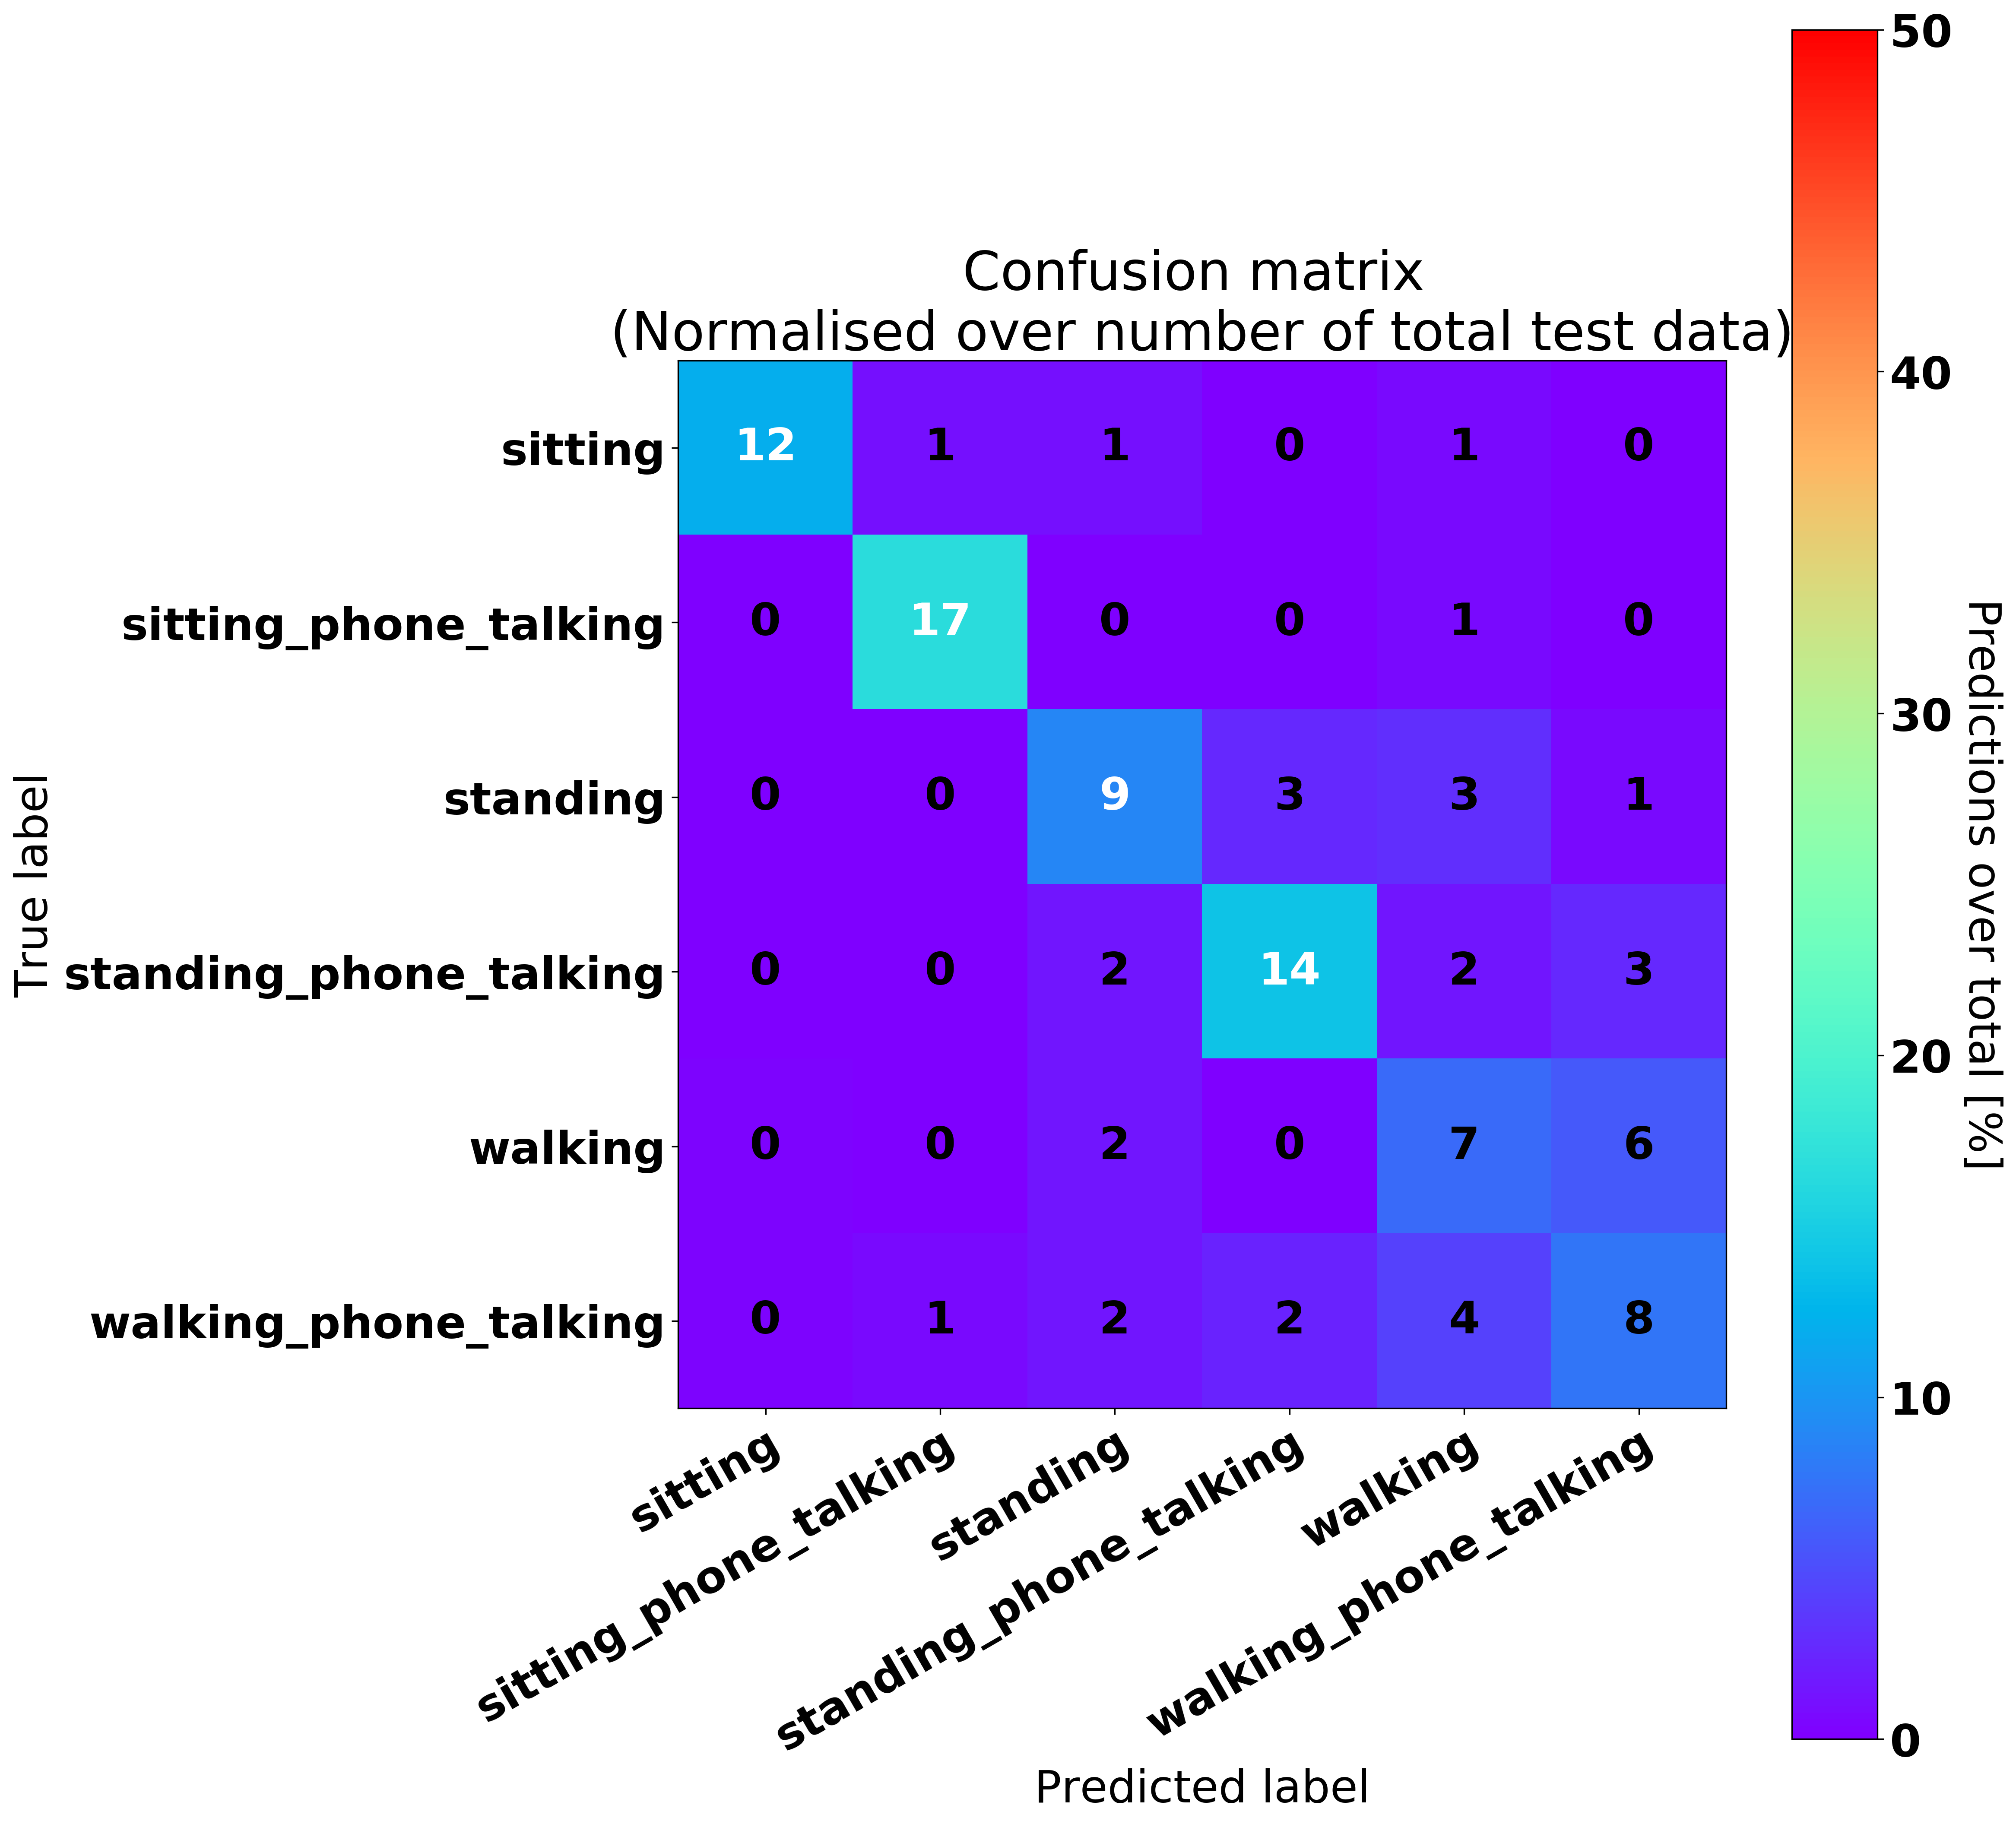 Confusion matrix
(Normalised over number of total test data)
True label
sitting 12 1 1 0 1 0
sitting_phone_talking 0 17 0 0 1 0
standing 0 0 9 3 3 1
standing_phone_talking 0 0 2 14 2 3
walking 0 0 2 0 7 6
walking_phone_talking 0 1 2 2 4 8
sitting
sitting_phone_talking
standing
standing_phone_talking
walking
walking_phone_talking
Predicted label
50
40
30
20
10
0
Predictions over total [%]